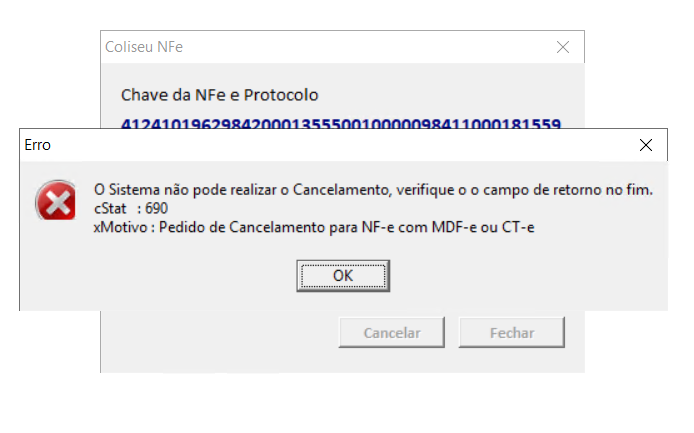 Coliseu NFe
Chave da NFe e Protocolo
41241019629842000135550010000098411000181559
Erro
O Sistema não pode realizar o Cancelamento, verifique o o campo de retorno no fim.
cStat : 690
xMotivo : Pedido de Cancelamento para NF-e com MDF-e ou CT-e
OK
Cancelar Fechar